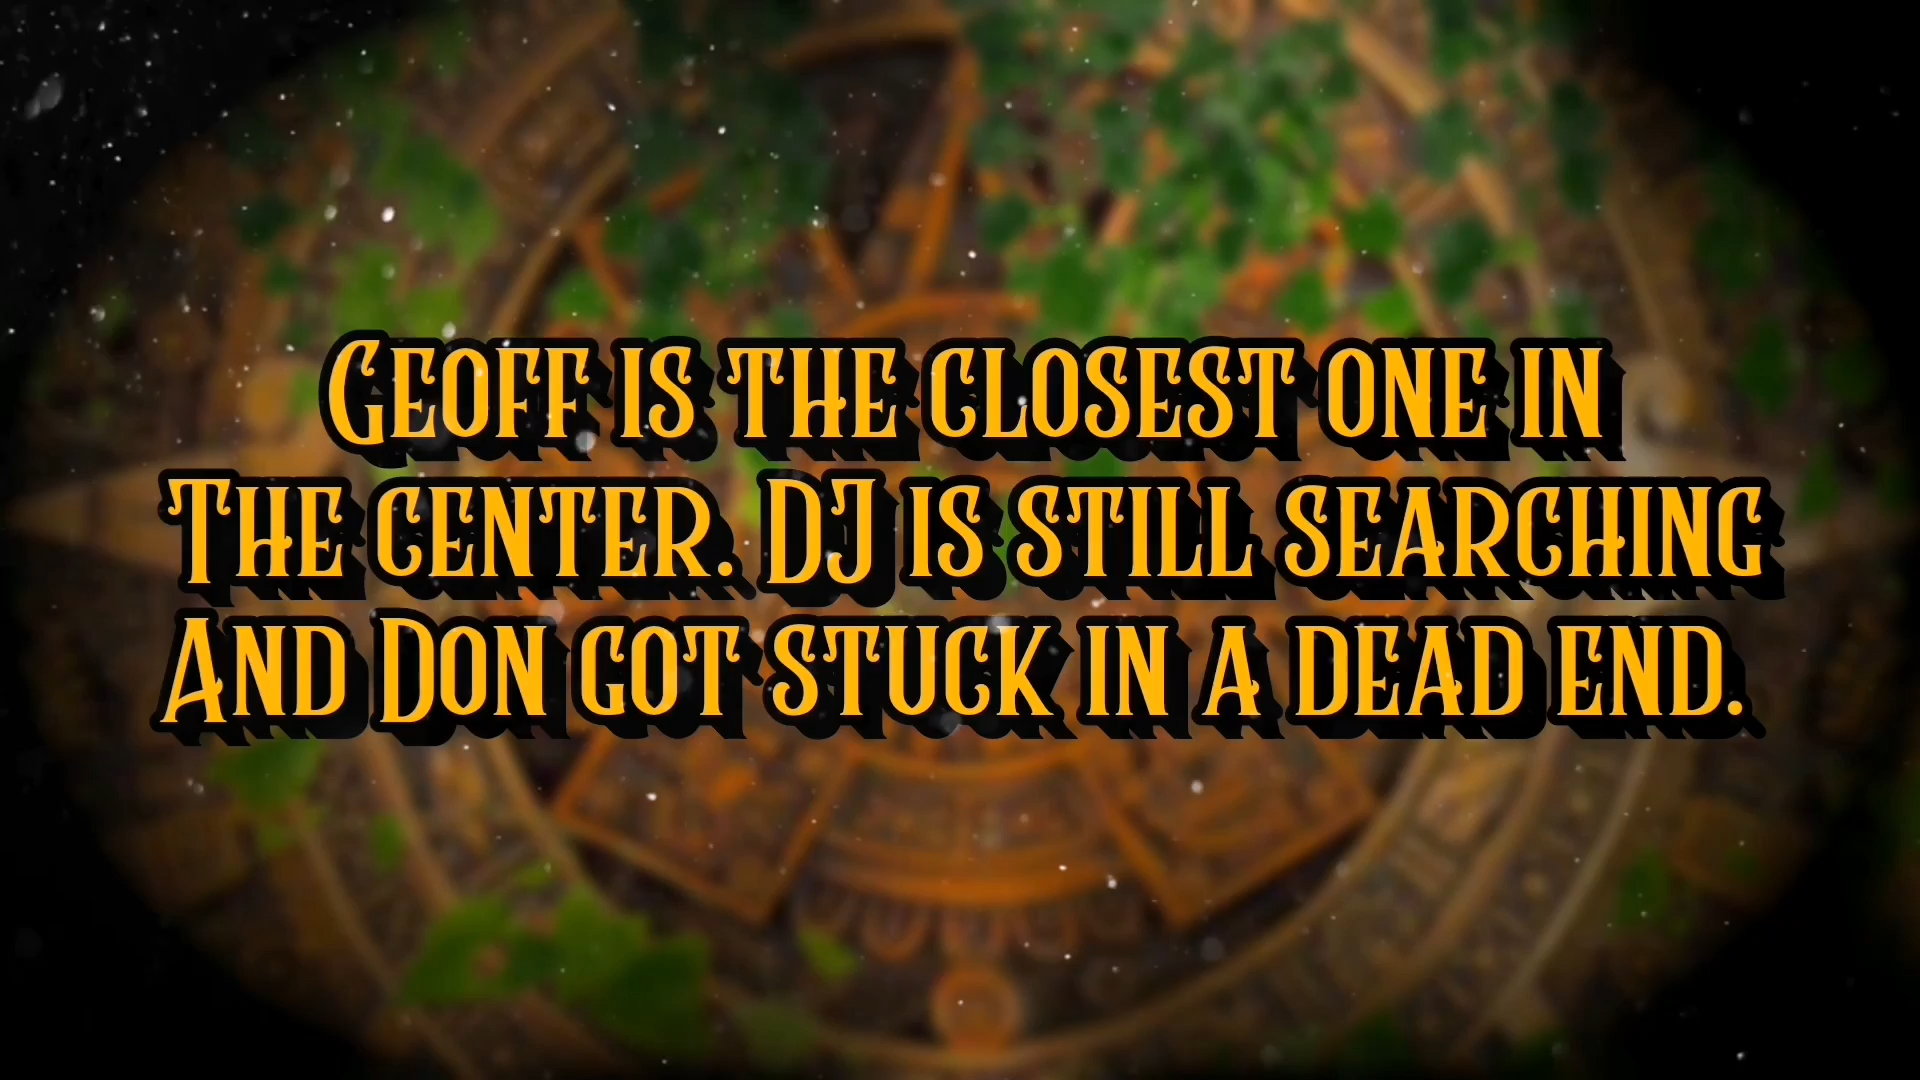 Geoff is the closest one in
The center. DJ is still searching
And Don got stuck in a dead end.